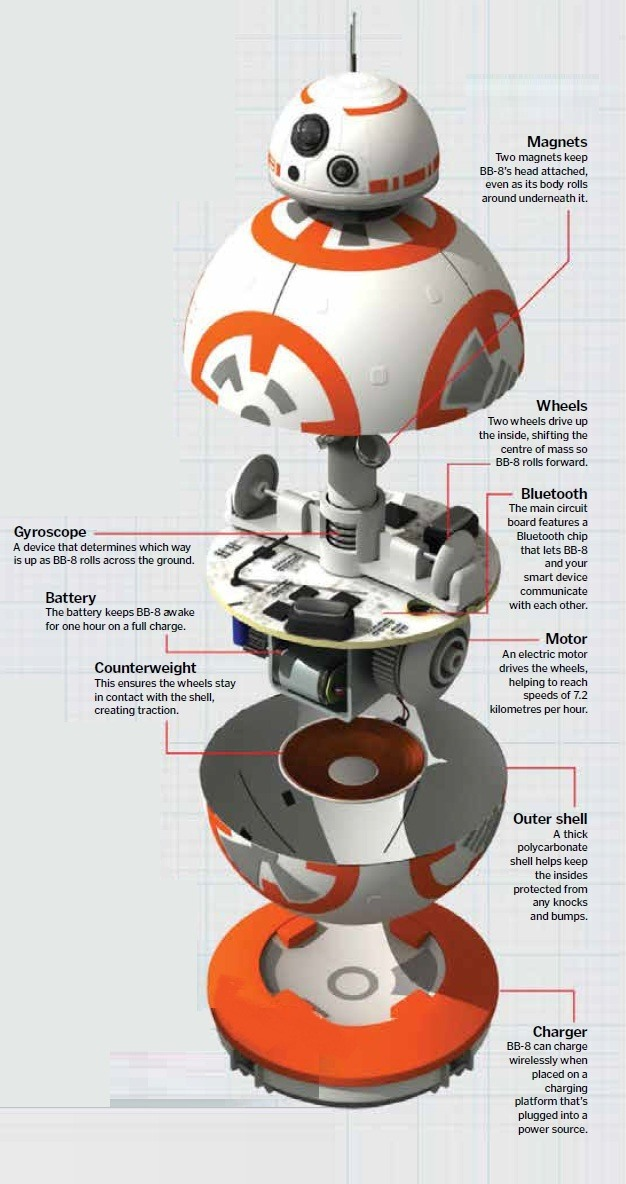 Magnets
Two magnets keep
BB-8's head attached,
even as its body rolls
around underneath it.
Wheels
Two wheels drive up
the inside, shifting the
centre of mass so
BB-8 rolls forward.
Bluetooth
The main circuit
board features a
Bluetooth chip
that lets BB-8
and your
smart device
communicate
with each other.
Gyroscope
A device that determines which way
is up as BB-8 rolls across the ground.
Battery
The battery keeps BB-8 awake
for one hour on a full charge.
Motor
An electric motor
drives the wheels,
helping to reach
speeds of 7.2
kilometres per hour.
Counterweight
This ensures the wheels stay
in contact with the shell,
creating traction.
Outer shell
A thick
polycarbonate
shell helps keep
the insides
protected from
any knocks
and bumps.
Charger
BB-8 can charge
wirelessly when
placed on a
charging
platform that's
plugged into a
power source.